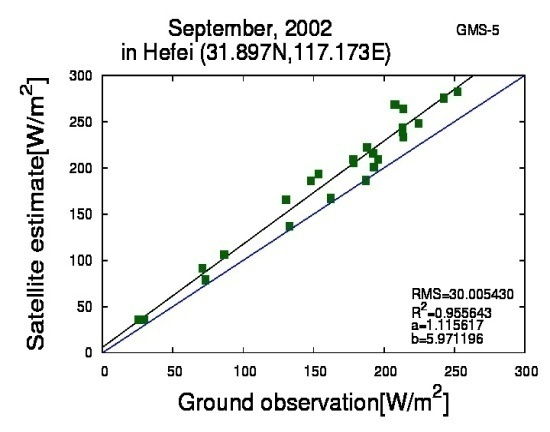 September, 2002
in Hefei (31.897N,117.173E)
GMS-5
Satellite estimate[W/m²]
300
250
200
150
100
50
0
RMS=30.005430
R²=0.955643
a=1.115617
b=5.971196
0 50 100 150 200 250 300
Ground observation[W/m²]